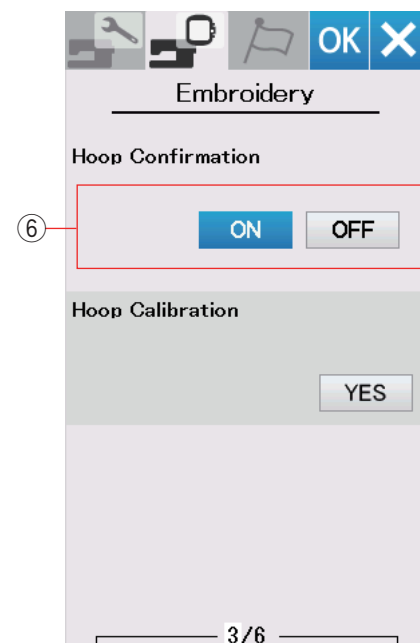 OK
Embroidery
Hoop Confirmation
⑥
ON OFF
Hoop Calibration
YES
3/6